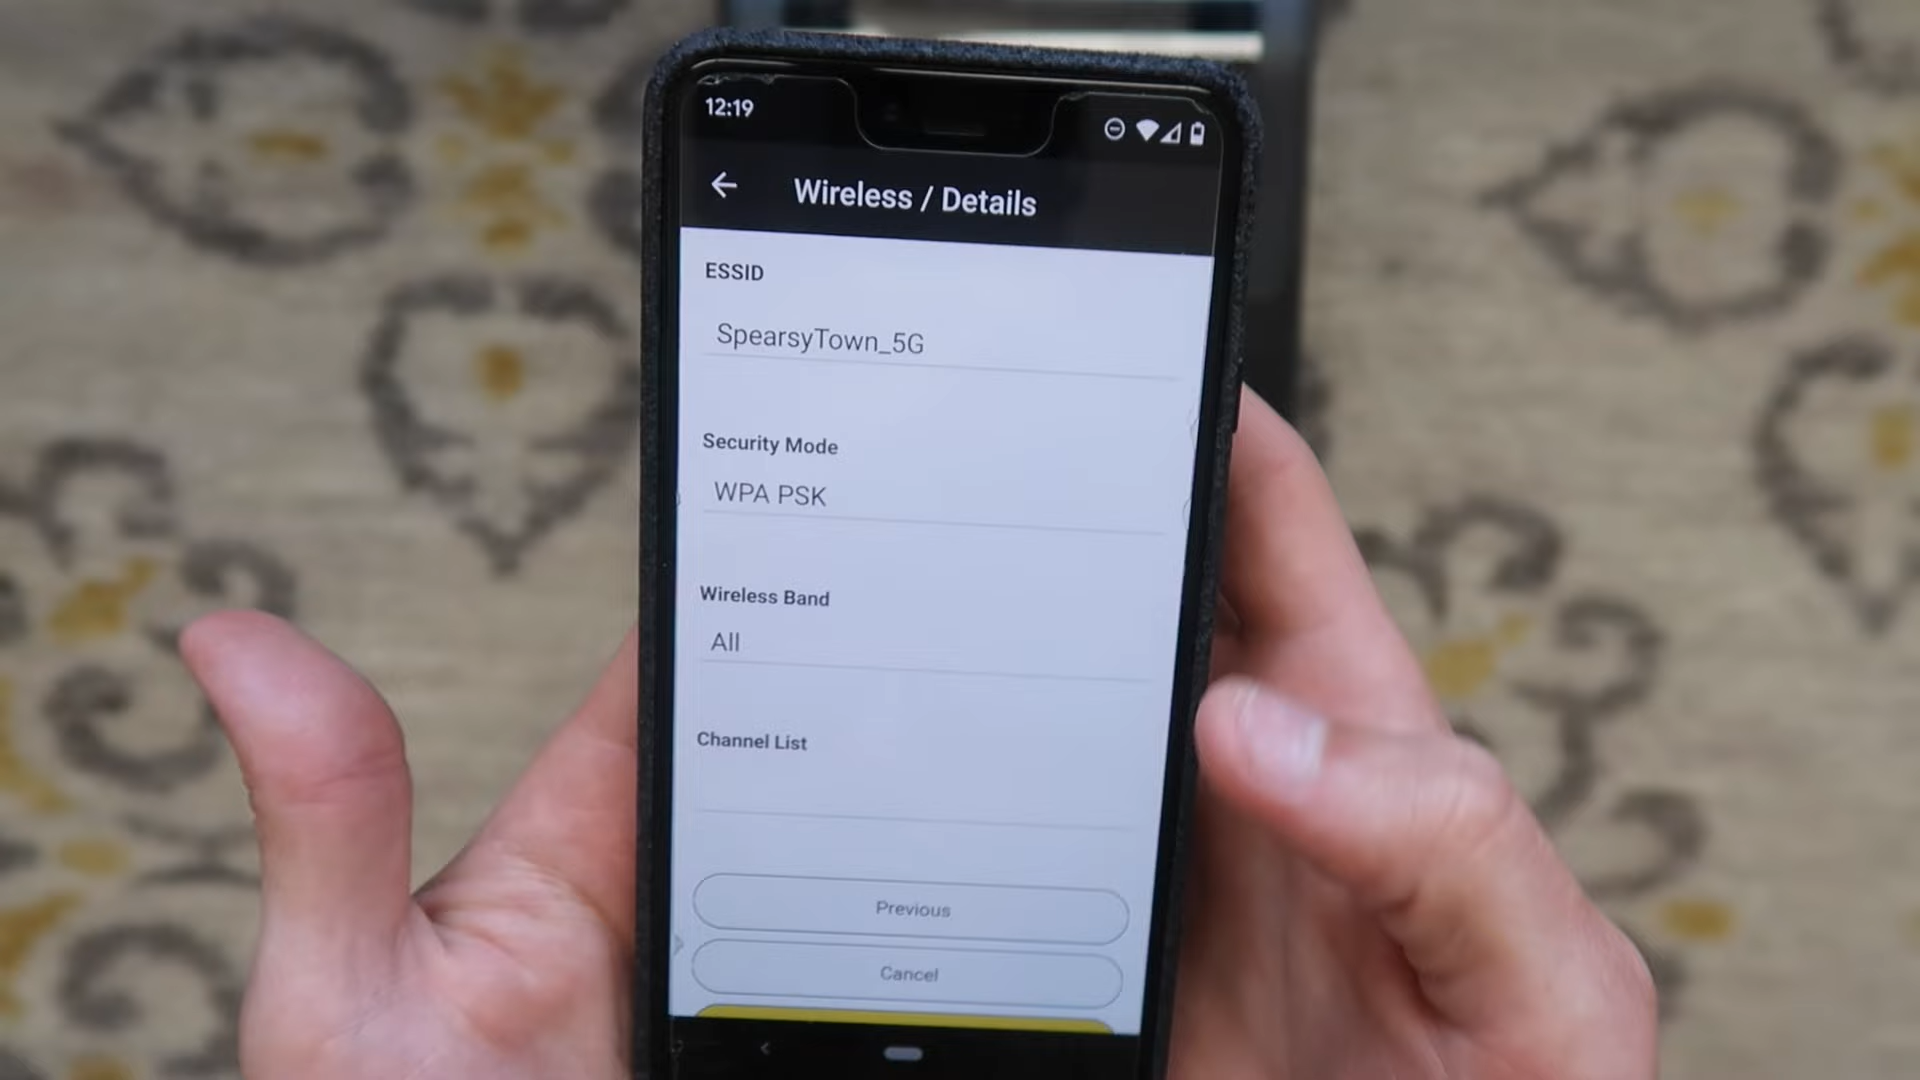 12:19
Wireless / Details
ESSID
SpearsyTown_5G
Security Mode
WPA PSK
Wireless Band
All
Channel List
Previous
Cancel